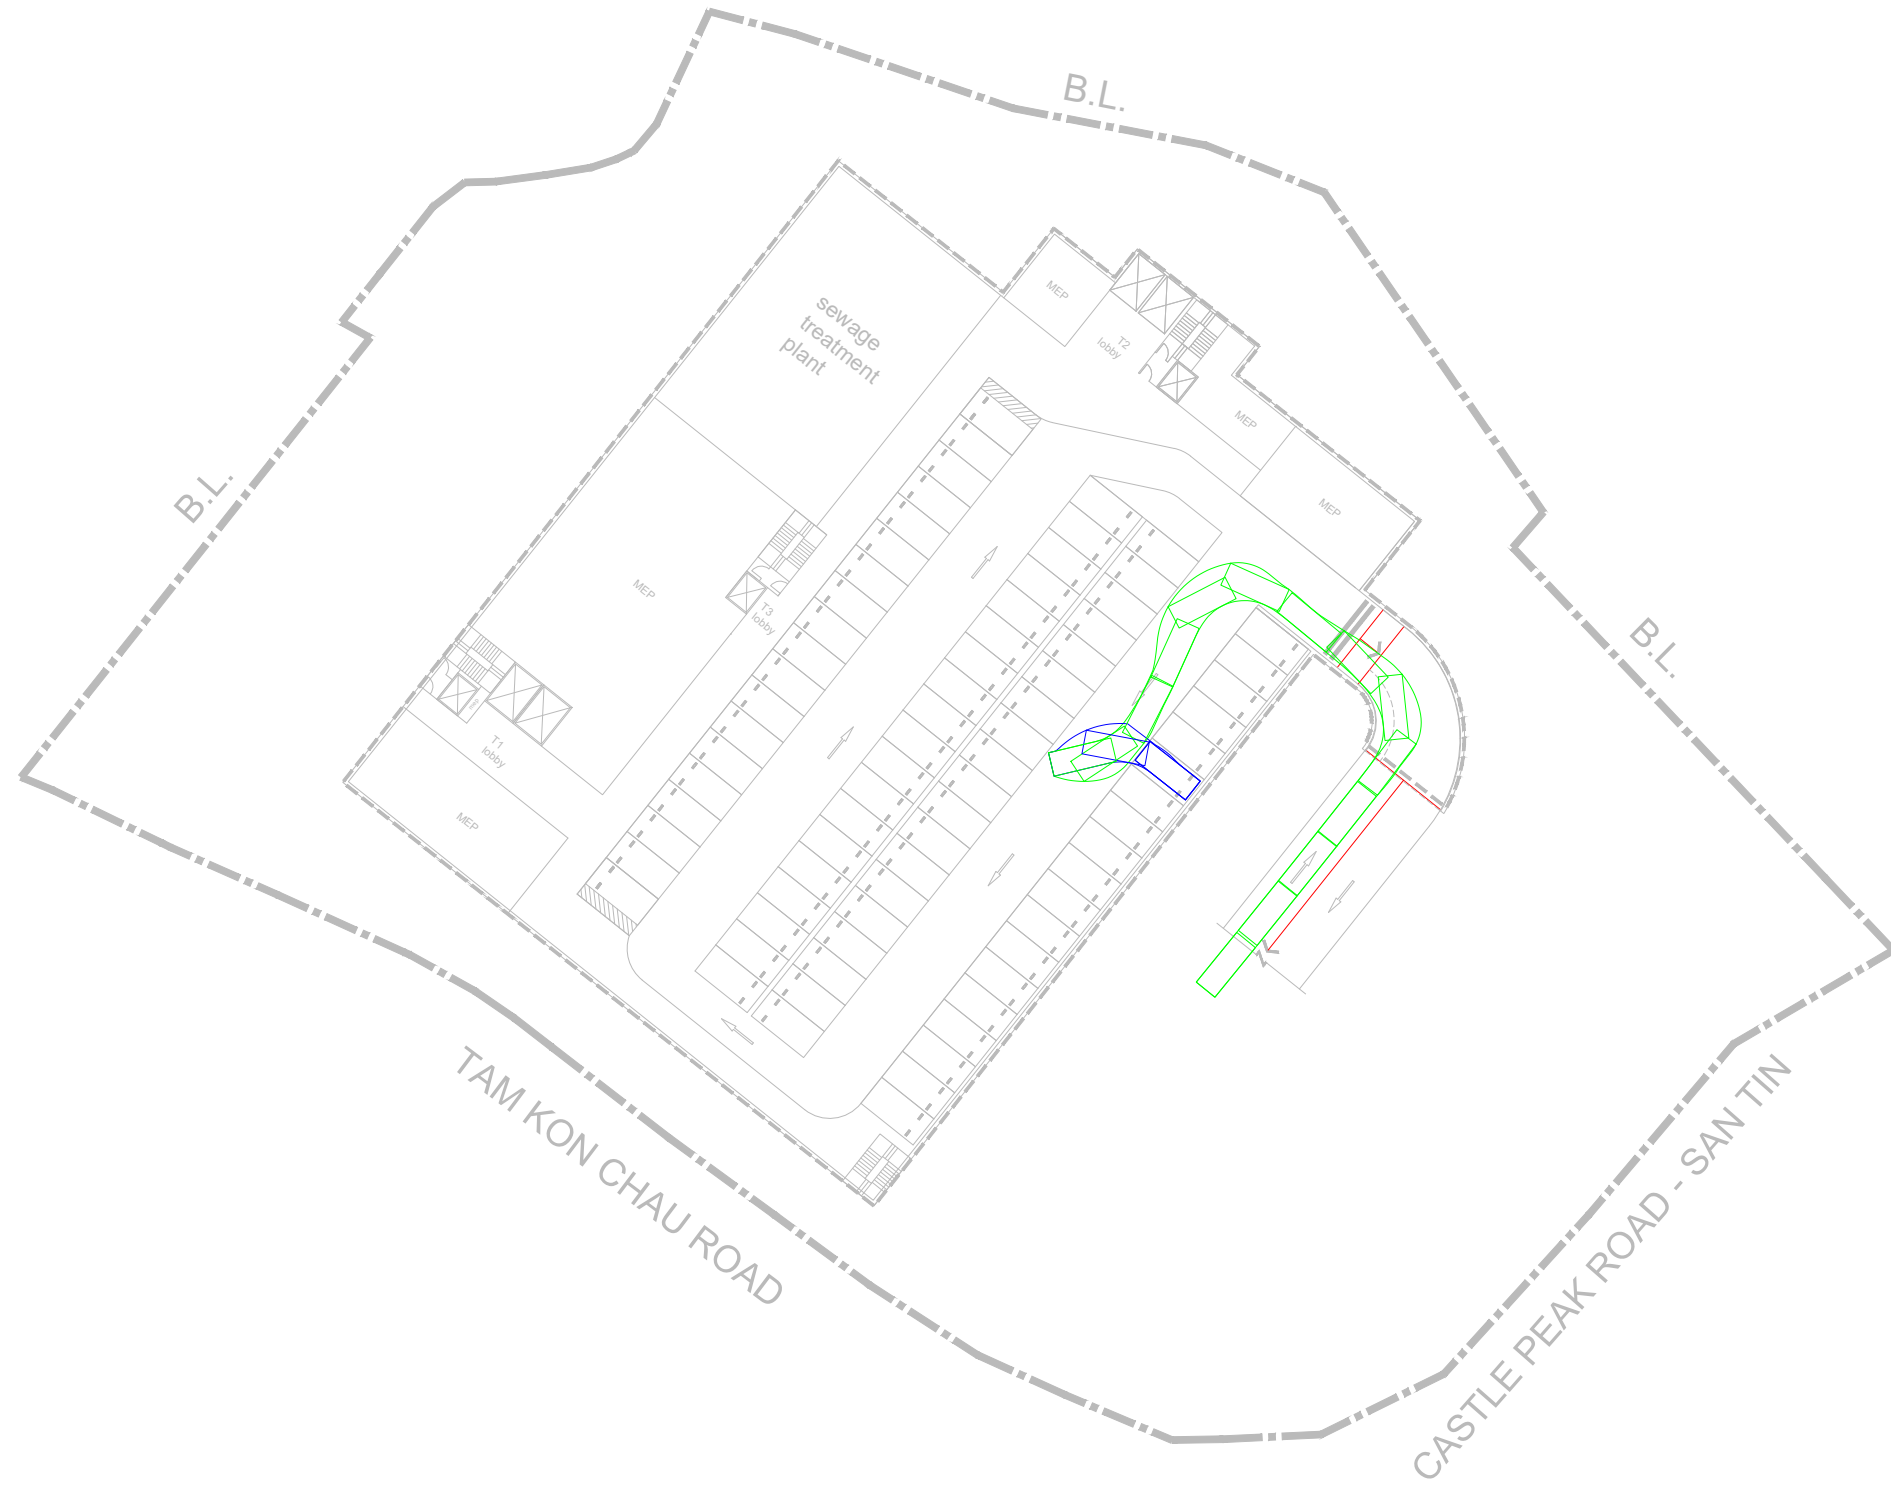 B.L.
MEP
sewage
treatment
plant
T2
lobby
MEP
B.L.
MEP
MEP
T3
lobby
B.L.
T1
lobby
MEP
TAM KON CHAU ROAD
CASTLE PEAK ROAD - SAN TIN